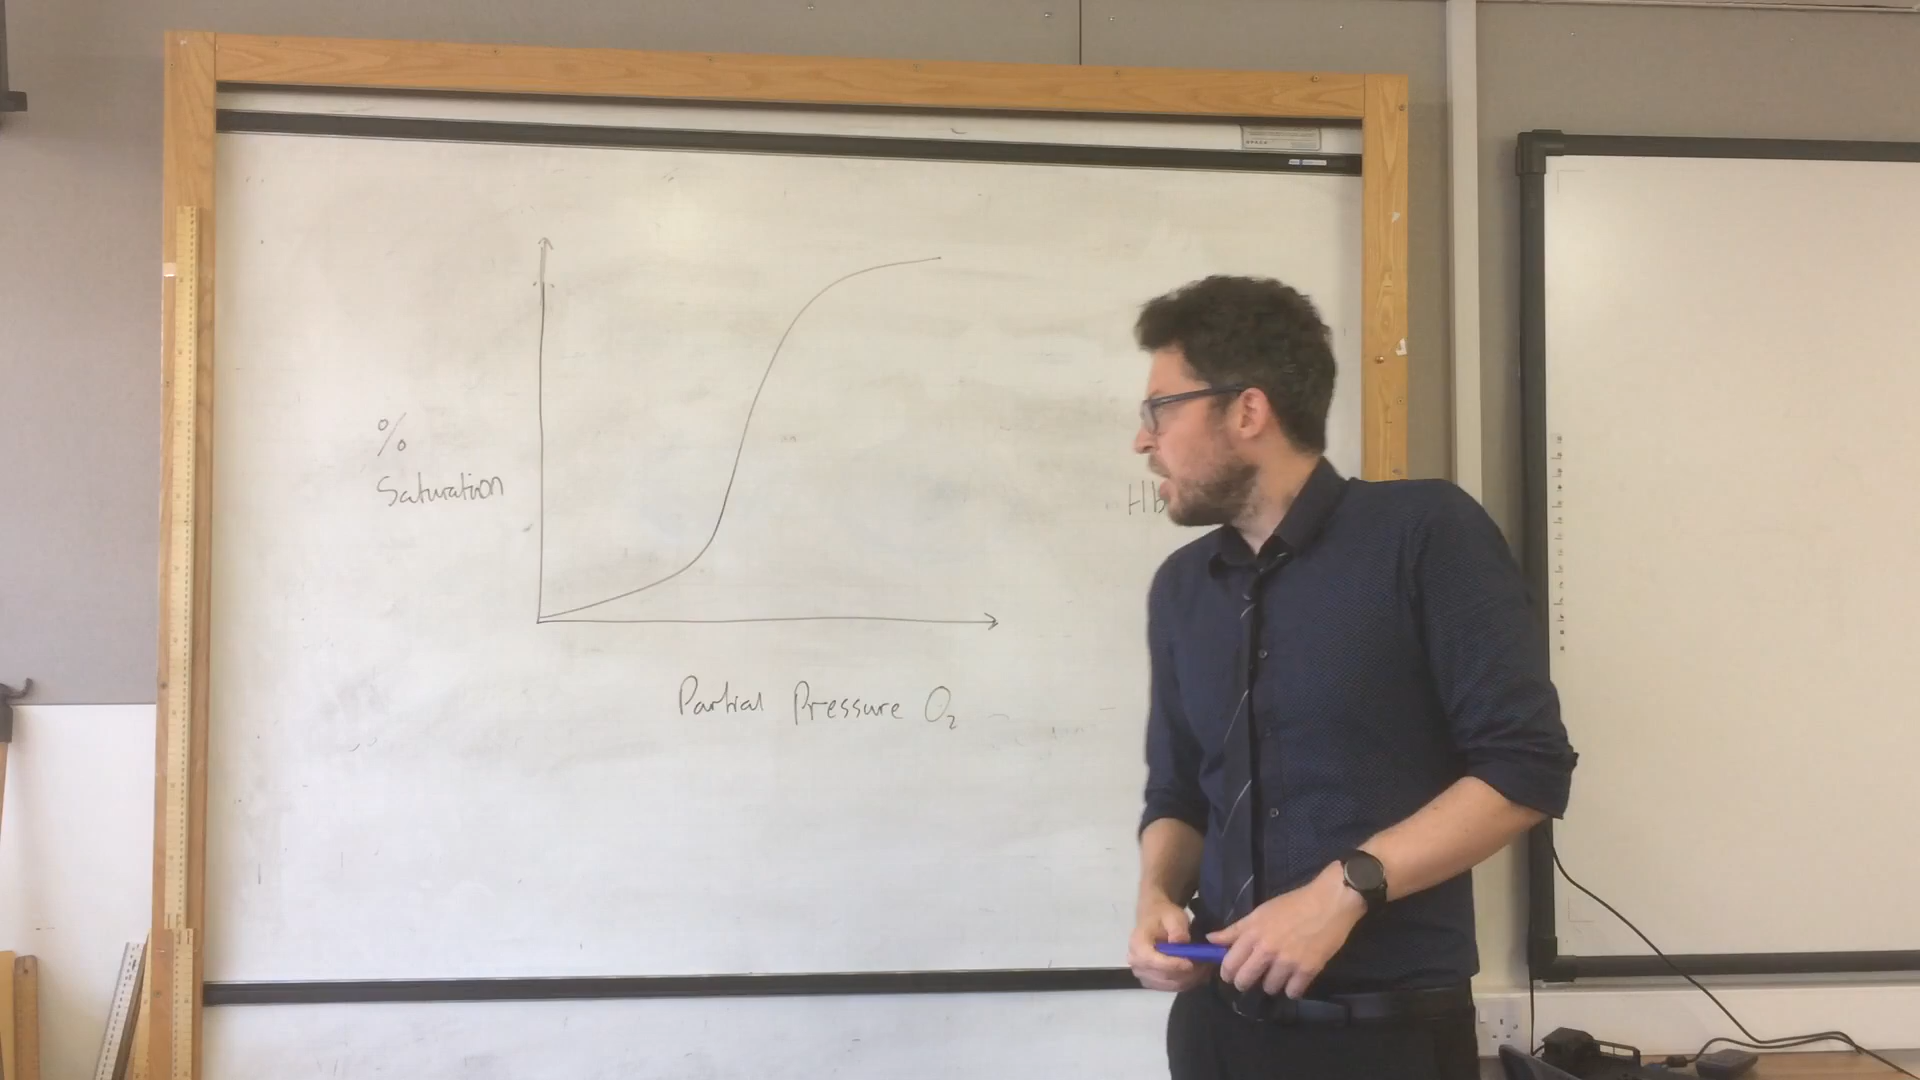 %
Saturation
Hb
Partial Pressure O₂